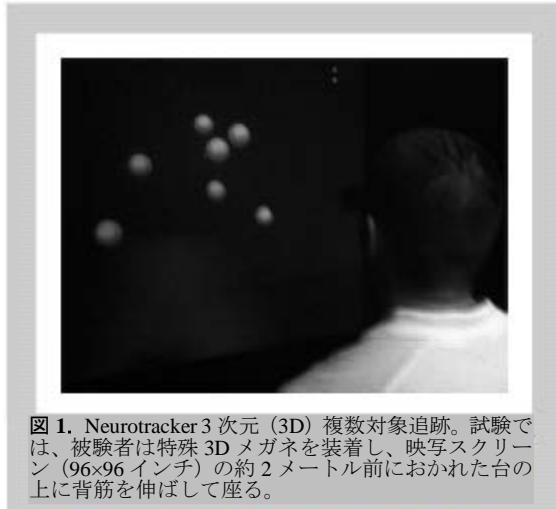 図 1. Neurotracker 3 次元（3D）複数対象追跡。試験で
は、被験者は特殊 3D メガネを装着し、映写スクリー
ン（96×96 インチ）の約 2 メートル前におかれた台の
上に背筋を伸ばして座る。